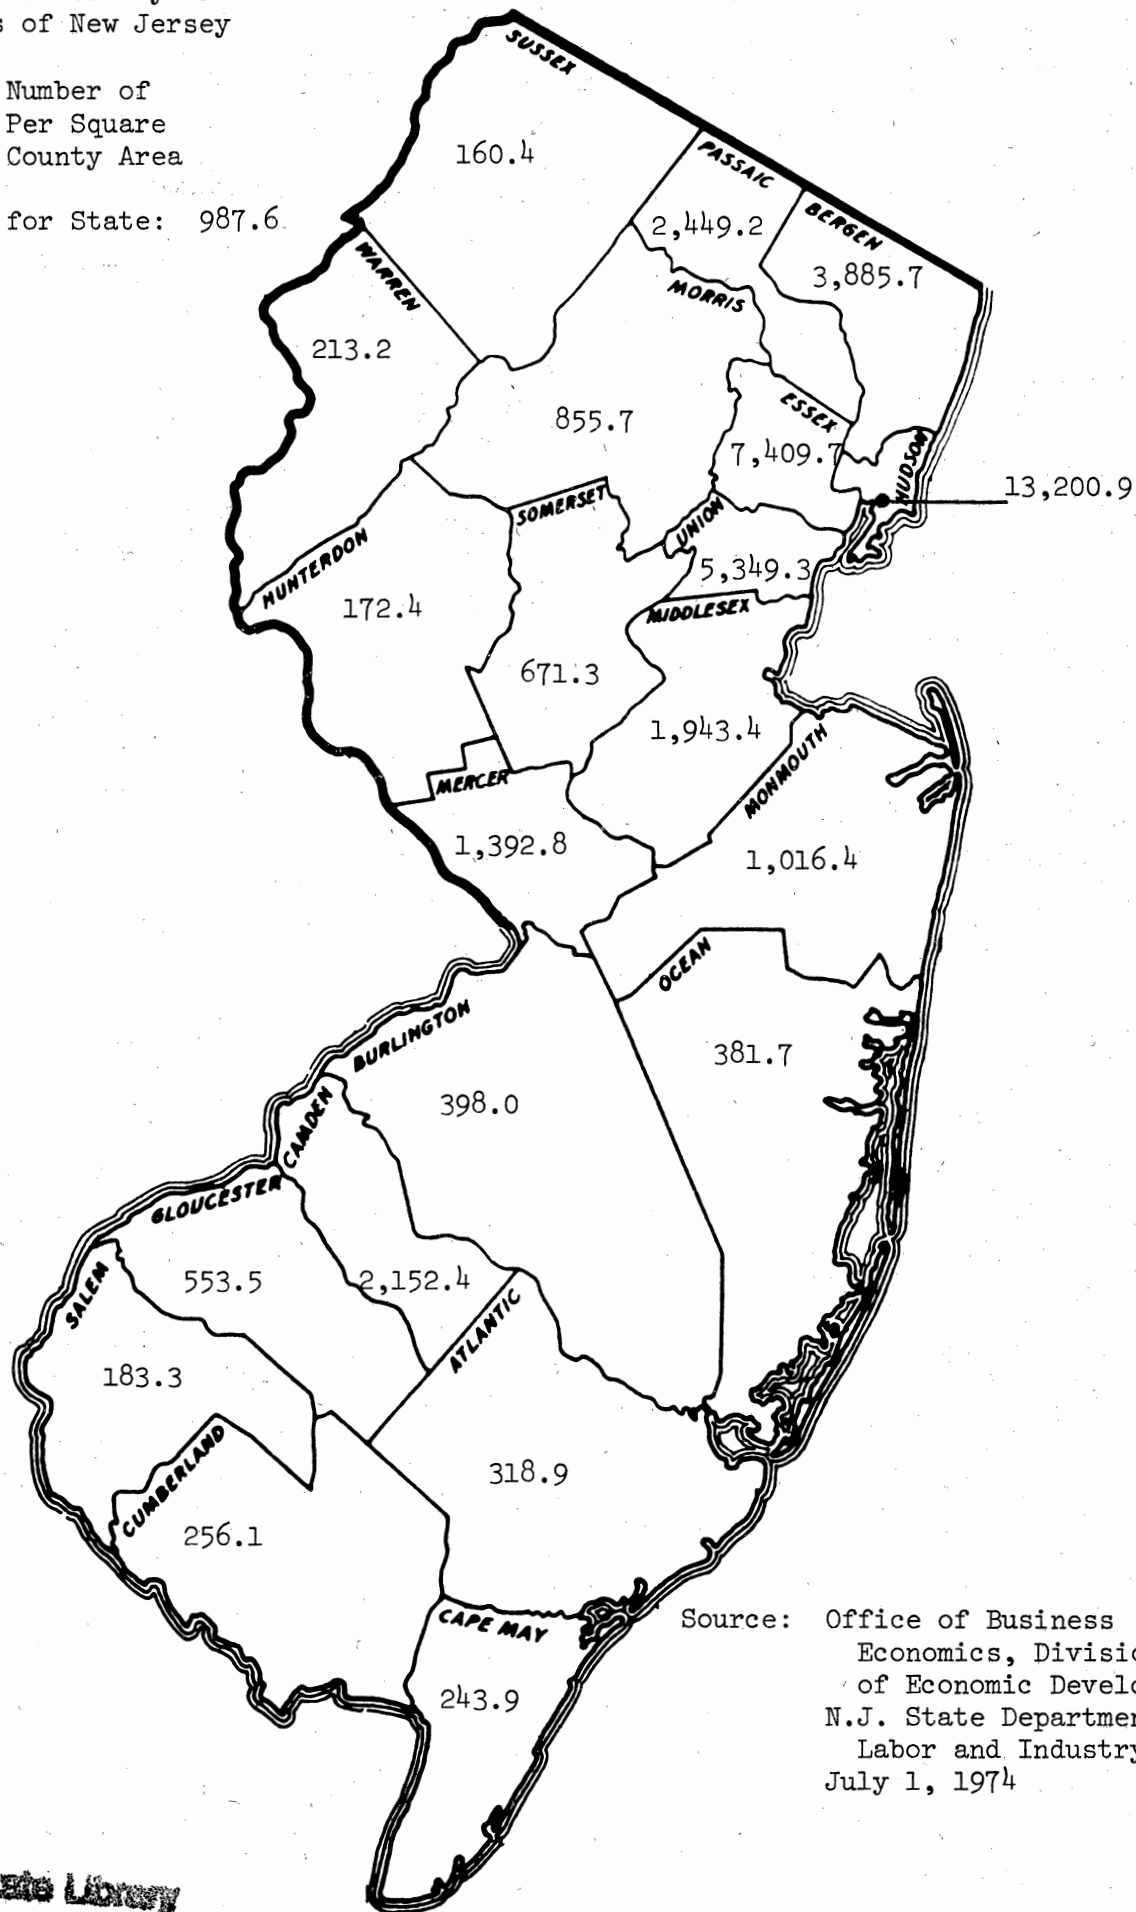 s of New Jersey
Number of
Per Square
County Area
for State: 987.6
SUSSEX
160.4
PASSAIC
2,449.2
BERGEN
3,885.7
WARREN
213.2
MORRIS
855.7
ESSEX
7,409.7
HUDSON
13,200.9
SOMERSET
671.3
UNION
5,349.3
HUNTERDON
172.4
MIDDLESEX
1,943.4
MERCER
1,392.8
MONMOUTH
1,016.4
OCEAN
381.7
BURLINGTON
398.0
CAMDEN
2,152.4
GLOUCESTER
553.5
SALEM
183.3
ATLANTIC
318.9
CUMBERLAND
256.1
CAPE MAY
243.9
Source: Office of Business
Economics, Divisio
of Economic Develo
N.J. State Departmen
Labor and Industry
July 1, 1974
ate Library